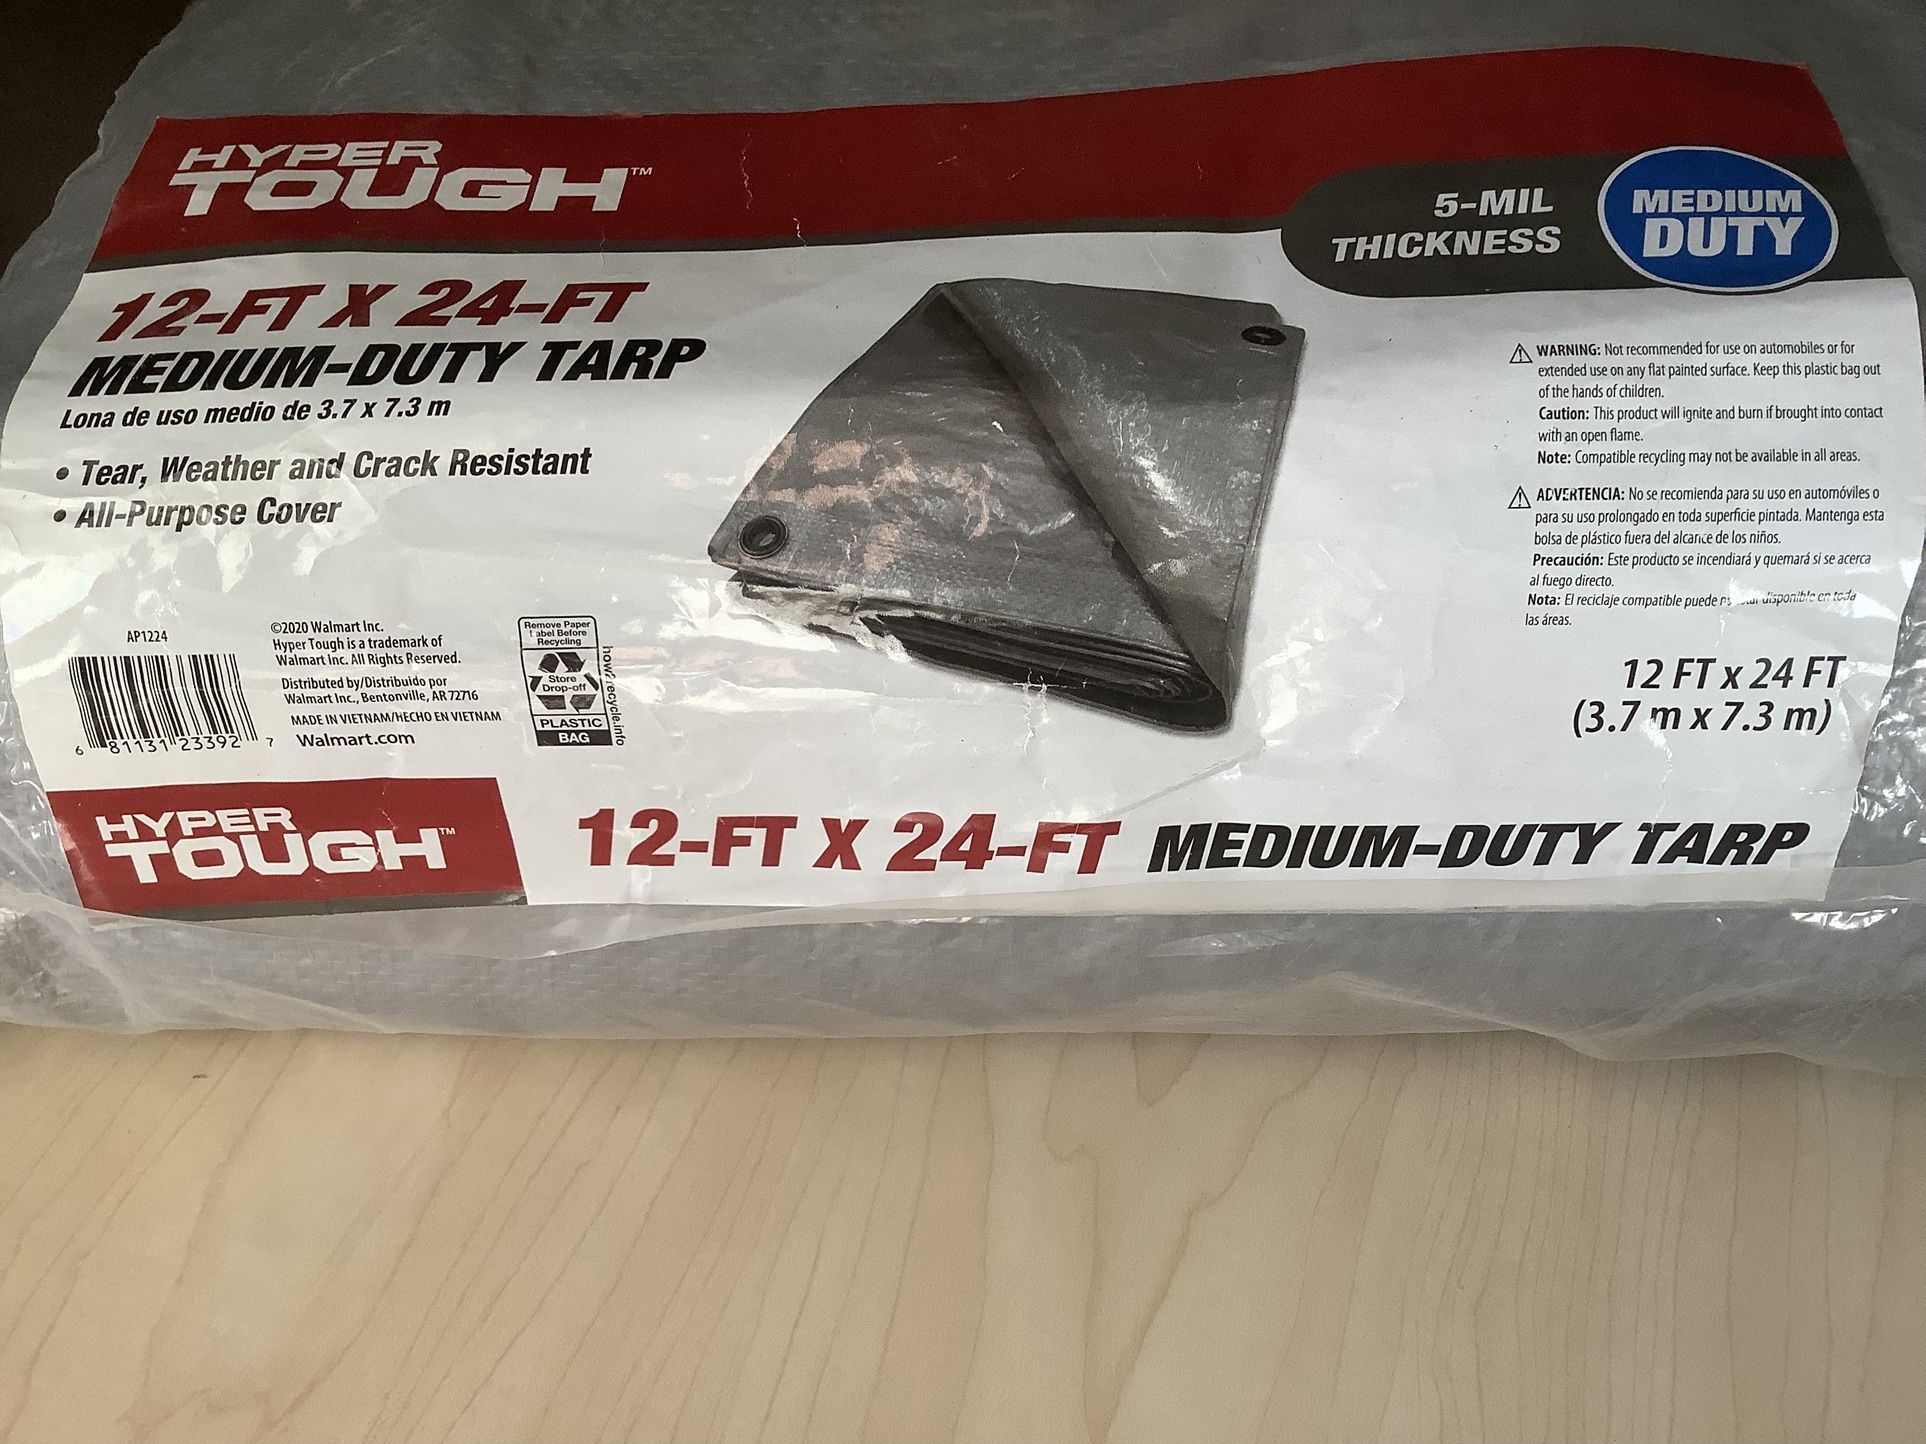 HYPER
TOUGH™
5-MIL
THICKNESS
MEDIUM
DUTY
12-FT X 24-FT
MEDIUM-DUTY TARP
Lona de uso medio de 3.7 x 7.3 m
• Tear, Weather and Crack Resistant
• All-Purpose Cover
AP1224
6 81131 23392 7
©2020 Walmart Inc.
Hyper Tough is a trademark of
Walmart Inc. All Rights Reserved.
Distributed by/Distribuido por
Walmart Inc., Bentonville, AR 72716
MADE IN VIETNAM/HECHO EN VIETNAM
Walmart.com
Remove Paper
Label Before
Recycling
Store
Drop-off
PLASTIC
BAG
how2recycle.info
WARNING: Not recommended for use on automobiles or for
extended use on any flat painted surface. Keep this plastic bag out
of the hands of children.
Caution: This product will ignite and burn if brought into contact
with an open flame.
Note: Compatible recycling may not be available in all areas.
ADVERTENCIA: No se recomienda para su uso en automóviles o
para su uso prolongado en toda superficie pintada. Mantenga esta
bolsa de plástico fuera del alcance de los niños.
Precaución: Este producto se incendiará y quemará si se acerca
al fuego directo.
Nota: El reciclaje compatible puede disponible en toda
las áreas.
12 FT x 24 FT
(3.7 m x 7.3 m)
HYPER
TOUGH™
12-FT X 24-FT MEDIUM-DUTY TARP